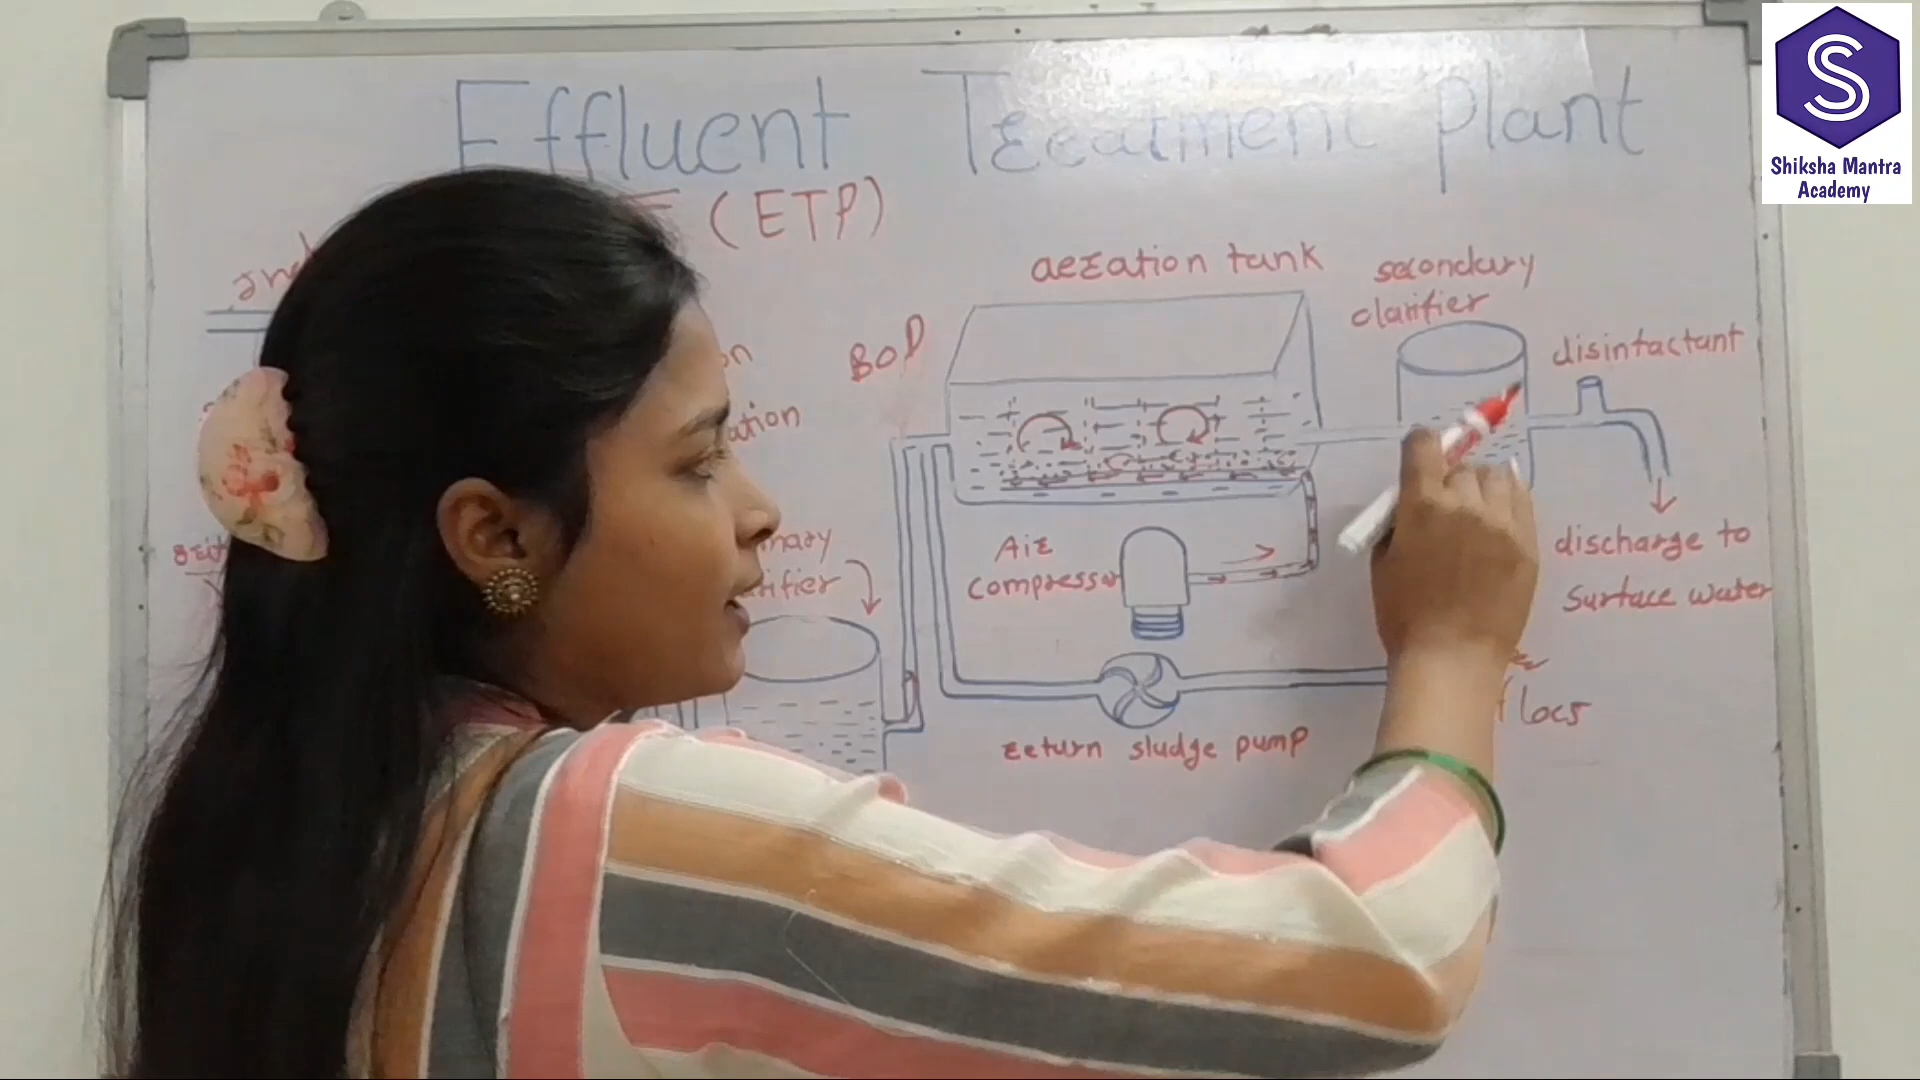 Effluent Treatment Plant
(ETP)
Shiksha Mantra
Academy
aeration tank
secondary
clarifier
BOD
disinfactant
Air
compressor
discharge to
surface water
return sludge pump
flocs